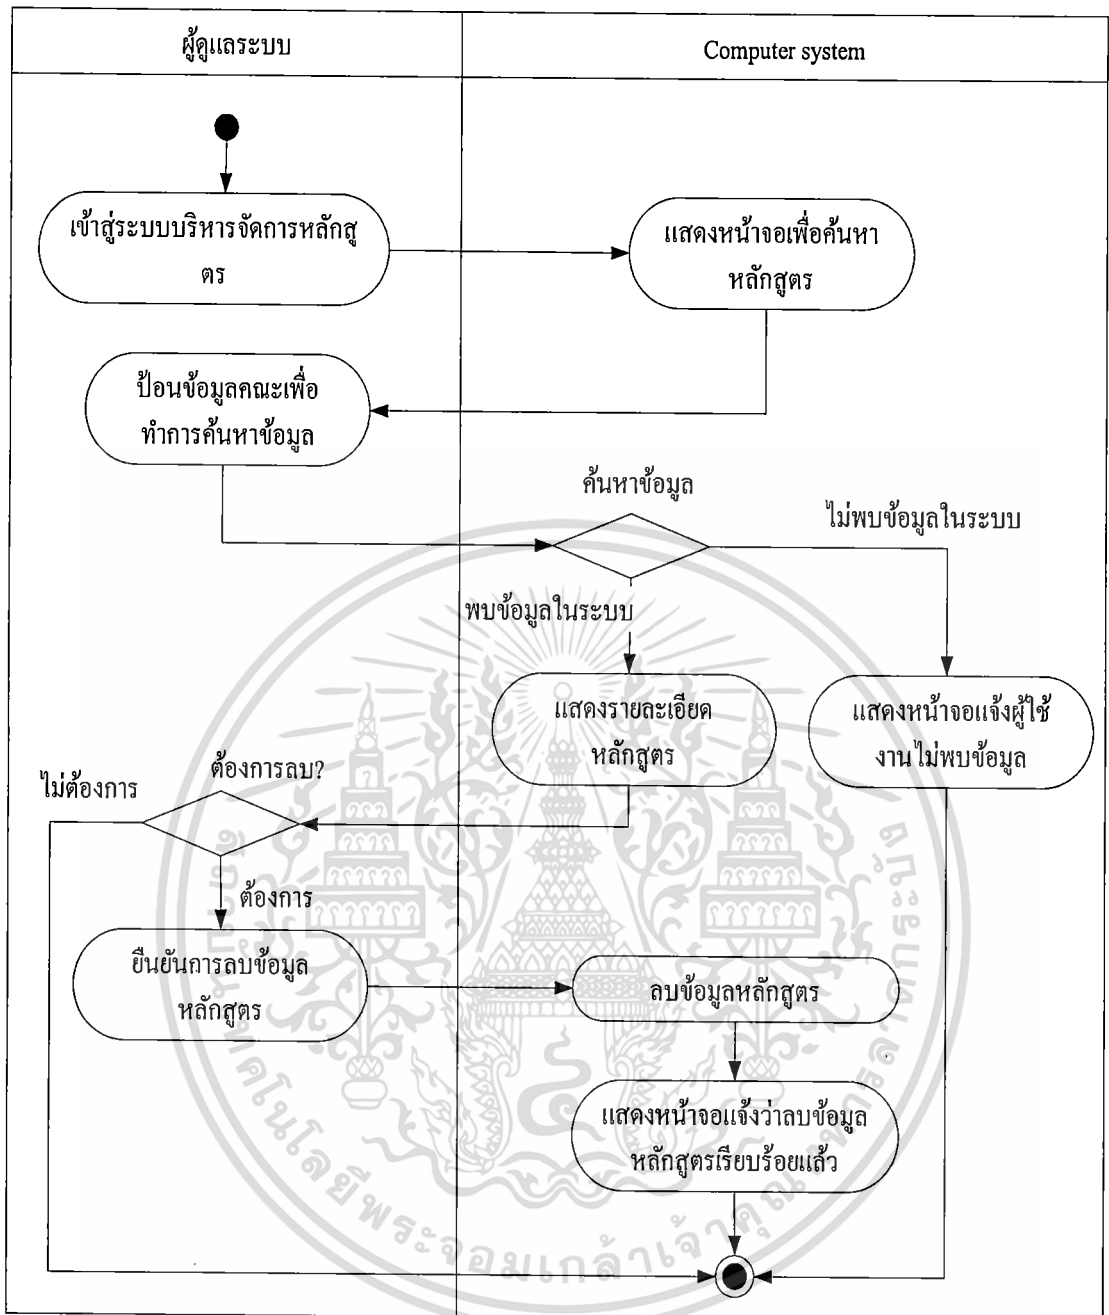 ผู้ดูแลระบบ
Computer system
เข้าสู่ระบบบริหารจัดการหลักสู
ตร
แสดงหน้าจอเพื่อค้นหา
หลักสูตร
ป้อนข้อมูลคณะเพื่อ
ทำการค้นหาข้อมูล
ค้นหาข้อมูล
ไม่พบข้อมูลในระบบ
พบข้อมูลในระบบ
แสดงรายละเอียด
หลักสูตร
แสดงหน้าจอแจ้งผู้ใช้
งานไม่พบข้อมูล
ต้องการลบ?
ไม่ต้องการ
ต้องการ
ยืนยันการลบข้อมูล
หลักสูตร
ลบข้อมูลหลักสูตร
แสดงหน้าจอแจ้งว่าลบข้อมูล
หลักสูตรเรียบร้อยแล้ว